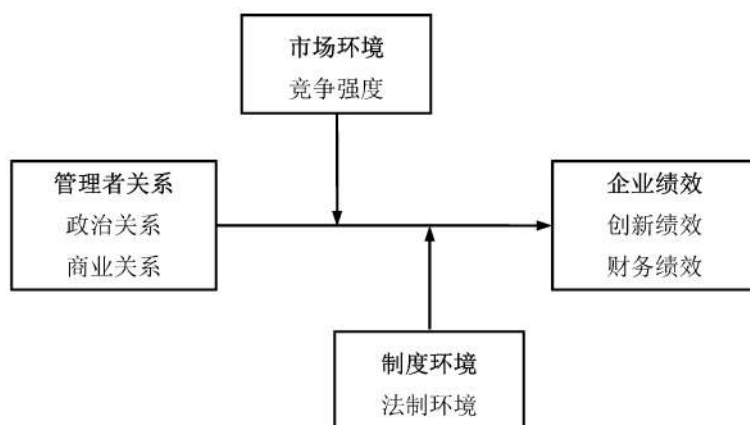 市场环境
竞争强度
管理者关系
政治关系
商业关系
企业绩效
创新绩效
财务绩效
制度环境
法制环境